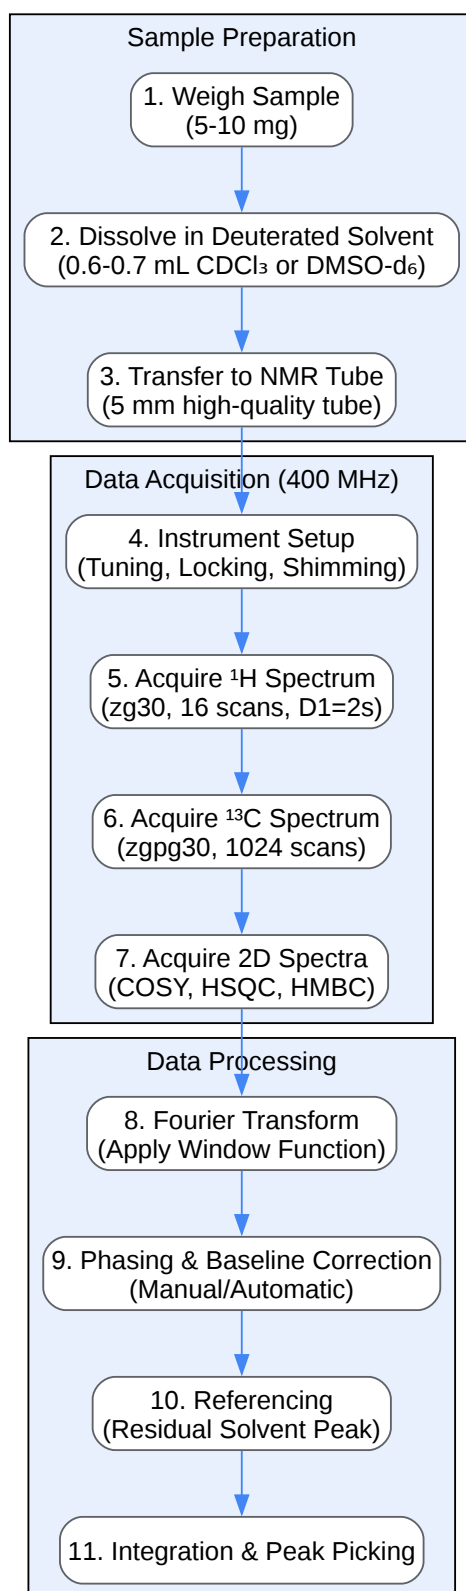 Sample Preparation
1. Weigh Sample
(5-10 mg)
2. Dissolve in Deuterated Solvent
(0.6-0.7 mL CDCl₃ or DMSO-d₆)
3. Transfer to NMR Tube
(5 mm high-quality tube)
Data Acquisition (400 MHz)
4. Instrument Setup
(Tuning, Locking, Shimming)
5. Acquire ¹H Spectrum
(zg30, 16 scans, D1=2s)
6. Acquire ¹³C Spectrum
(zgpg30, 1024 scans)
7. Acquire 2D Spectra
(COSY, HSQC, HMBC)
Data Processing
8. Fourier Transform
(Apply Window Function)
9. Phasing & Baseline Correction
(Manual/Automatic)
10. Referencing
(Residual Solvent Peak)
11. Integration & Peak Picking